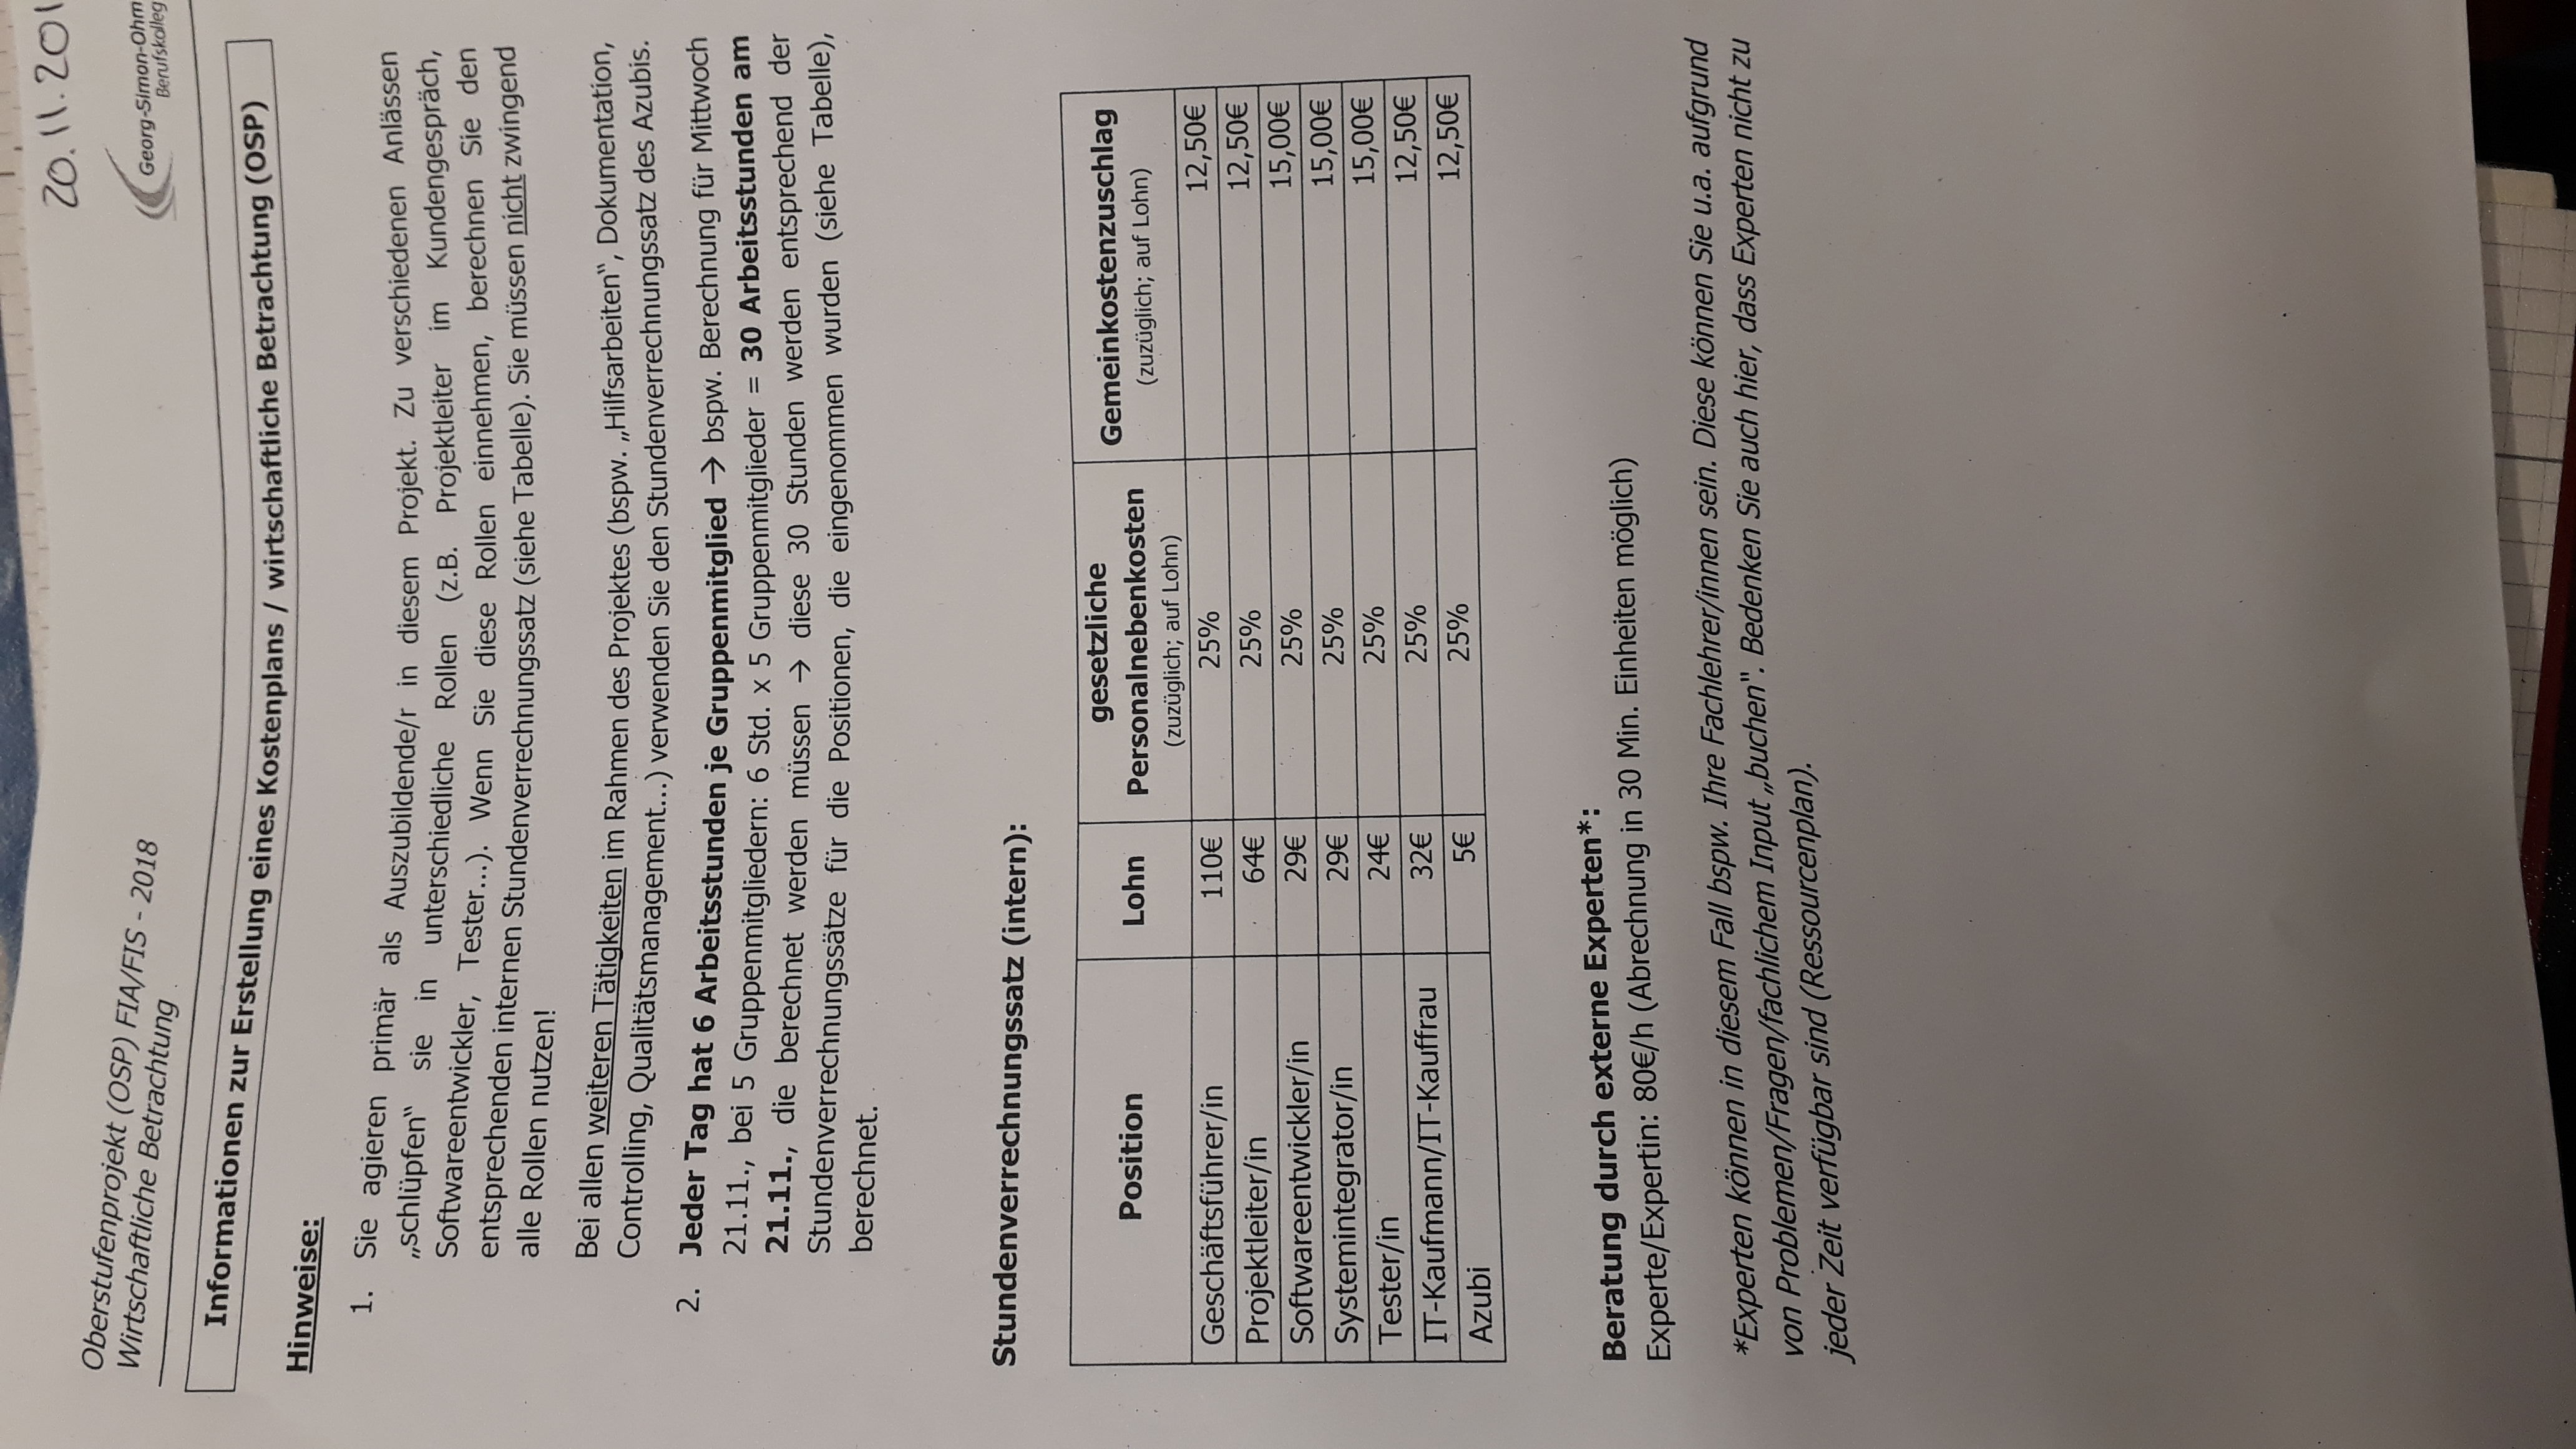 20.11.201
Oberstufenprojekt (OSP) FIA/FIS - 2018
Wirtschaftliche Betrachtung
Georg-Simon-Ohm
Berufskolleg
Informationen zur Erstellung eines Kostenplans / wirtschaftliche Betrachtung (OSP)
Hinweise:
1. Sie agieren primär als Auszubildende/r in diesem Projekt. Zu verschiedenen Anlässen
„schlüpfen“ sie in unterschiedliche Rollen (z.B. Projektleiter im Kundengespräch,
Softwareentwickler, Tester...). Wenn Sie diese Rollen einnehmen, berechnen Sie den
entsprechenden internen Stundenverrechnungssatz (siehe Tabelle). Sie müssen nicht zwingend
alle Rollen nutzen!
Bei allen weiteren Tätigkeiten im Rahmen des Projektes (bspw. „Hilfsarbeiten“, Dokumentation,
Controlling, Qualitätsmanagement...) verwenden Sie den Stundenverrechnungssatz des Azubis.
2. Jeder Tag hat 6 Arbeitsstunden je Gruppenmitglied → bspw. Berechnung für Mittwoch
21.11., bei 5 Gruppenmitgliedern: 6 Std. x 5 Gruppenmitglieder = 30 Arbeitsstunden am
21.11., die berechnet werden müssen → diese 30 Stunden werden entsprechend der
Stundenverrechnungssätze für die Positionen, die eingenommen wurden (siehe Tabelle),
berechnet.
Stundenverrechnungssatz (intern):
Position Lohn gesetzliche Personalnebenkosten (zuzüglich; auf Lohn) Gemeinkostenzuschlag (zuzüglich; auf Lohn)
Geschäftsführer/in 110€ 25% 12,50€
Projektleiter/in 64€ 25% 12,50€
Softwareentwickler/in 29€ 25% 15,00€
Systemintegrator/in 29€ 25% 15,00€
Tester/in 24€ 25% 15,00€
IT-Kaufmann/IT-Kauffrau 32€ 25% 12,50€
Azubi 5€ 25% 12,50€
Beratung durch externe Experten*:
Experte/Expertin: 80€/h (Abrechnung in 30 Min. Einheiten möglich)
*Experten können in diesem Fall bspw. Ihre Fachlehrer/innen sein. Diese können Sie u.a. aufgrund
von Problemen/Fragen/fachlichem Input „buchen". Bedenken Sie auch hier, dass Experten nicht zu
jeder Zeit verfügbar sind (Ressourcenplan).